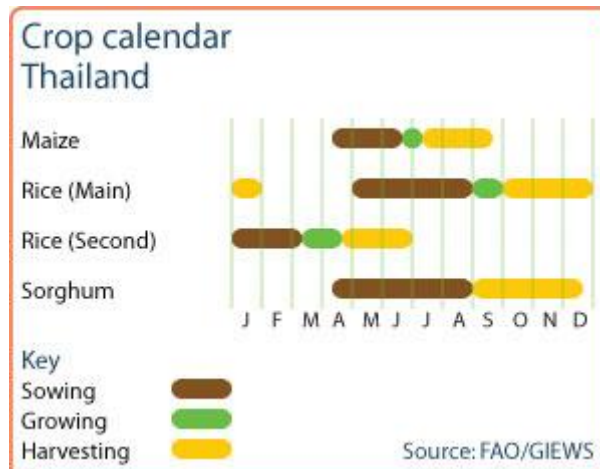 Crop calendar
Thailand
Maize
Rice (Main)
Rice (Second)
Sorghum
J F M A M J J A S O N D
Key
Sowing
Growing
Harvesting
Source: FAO/GIEWS